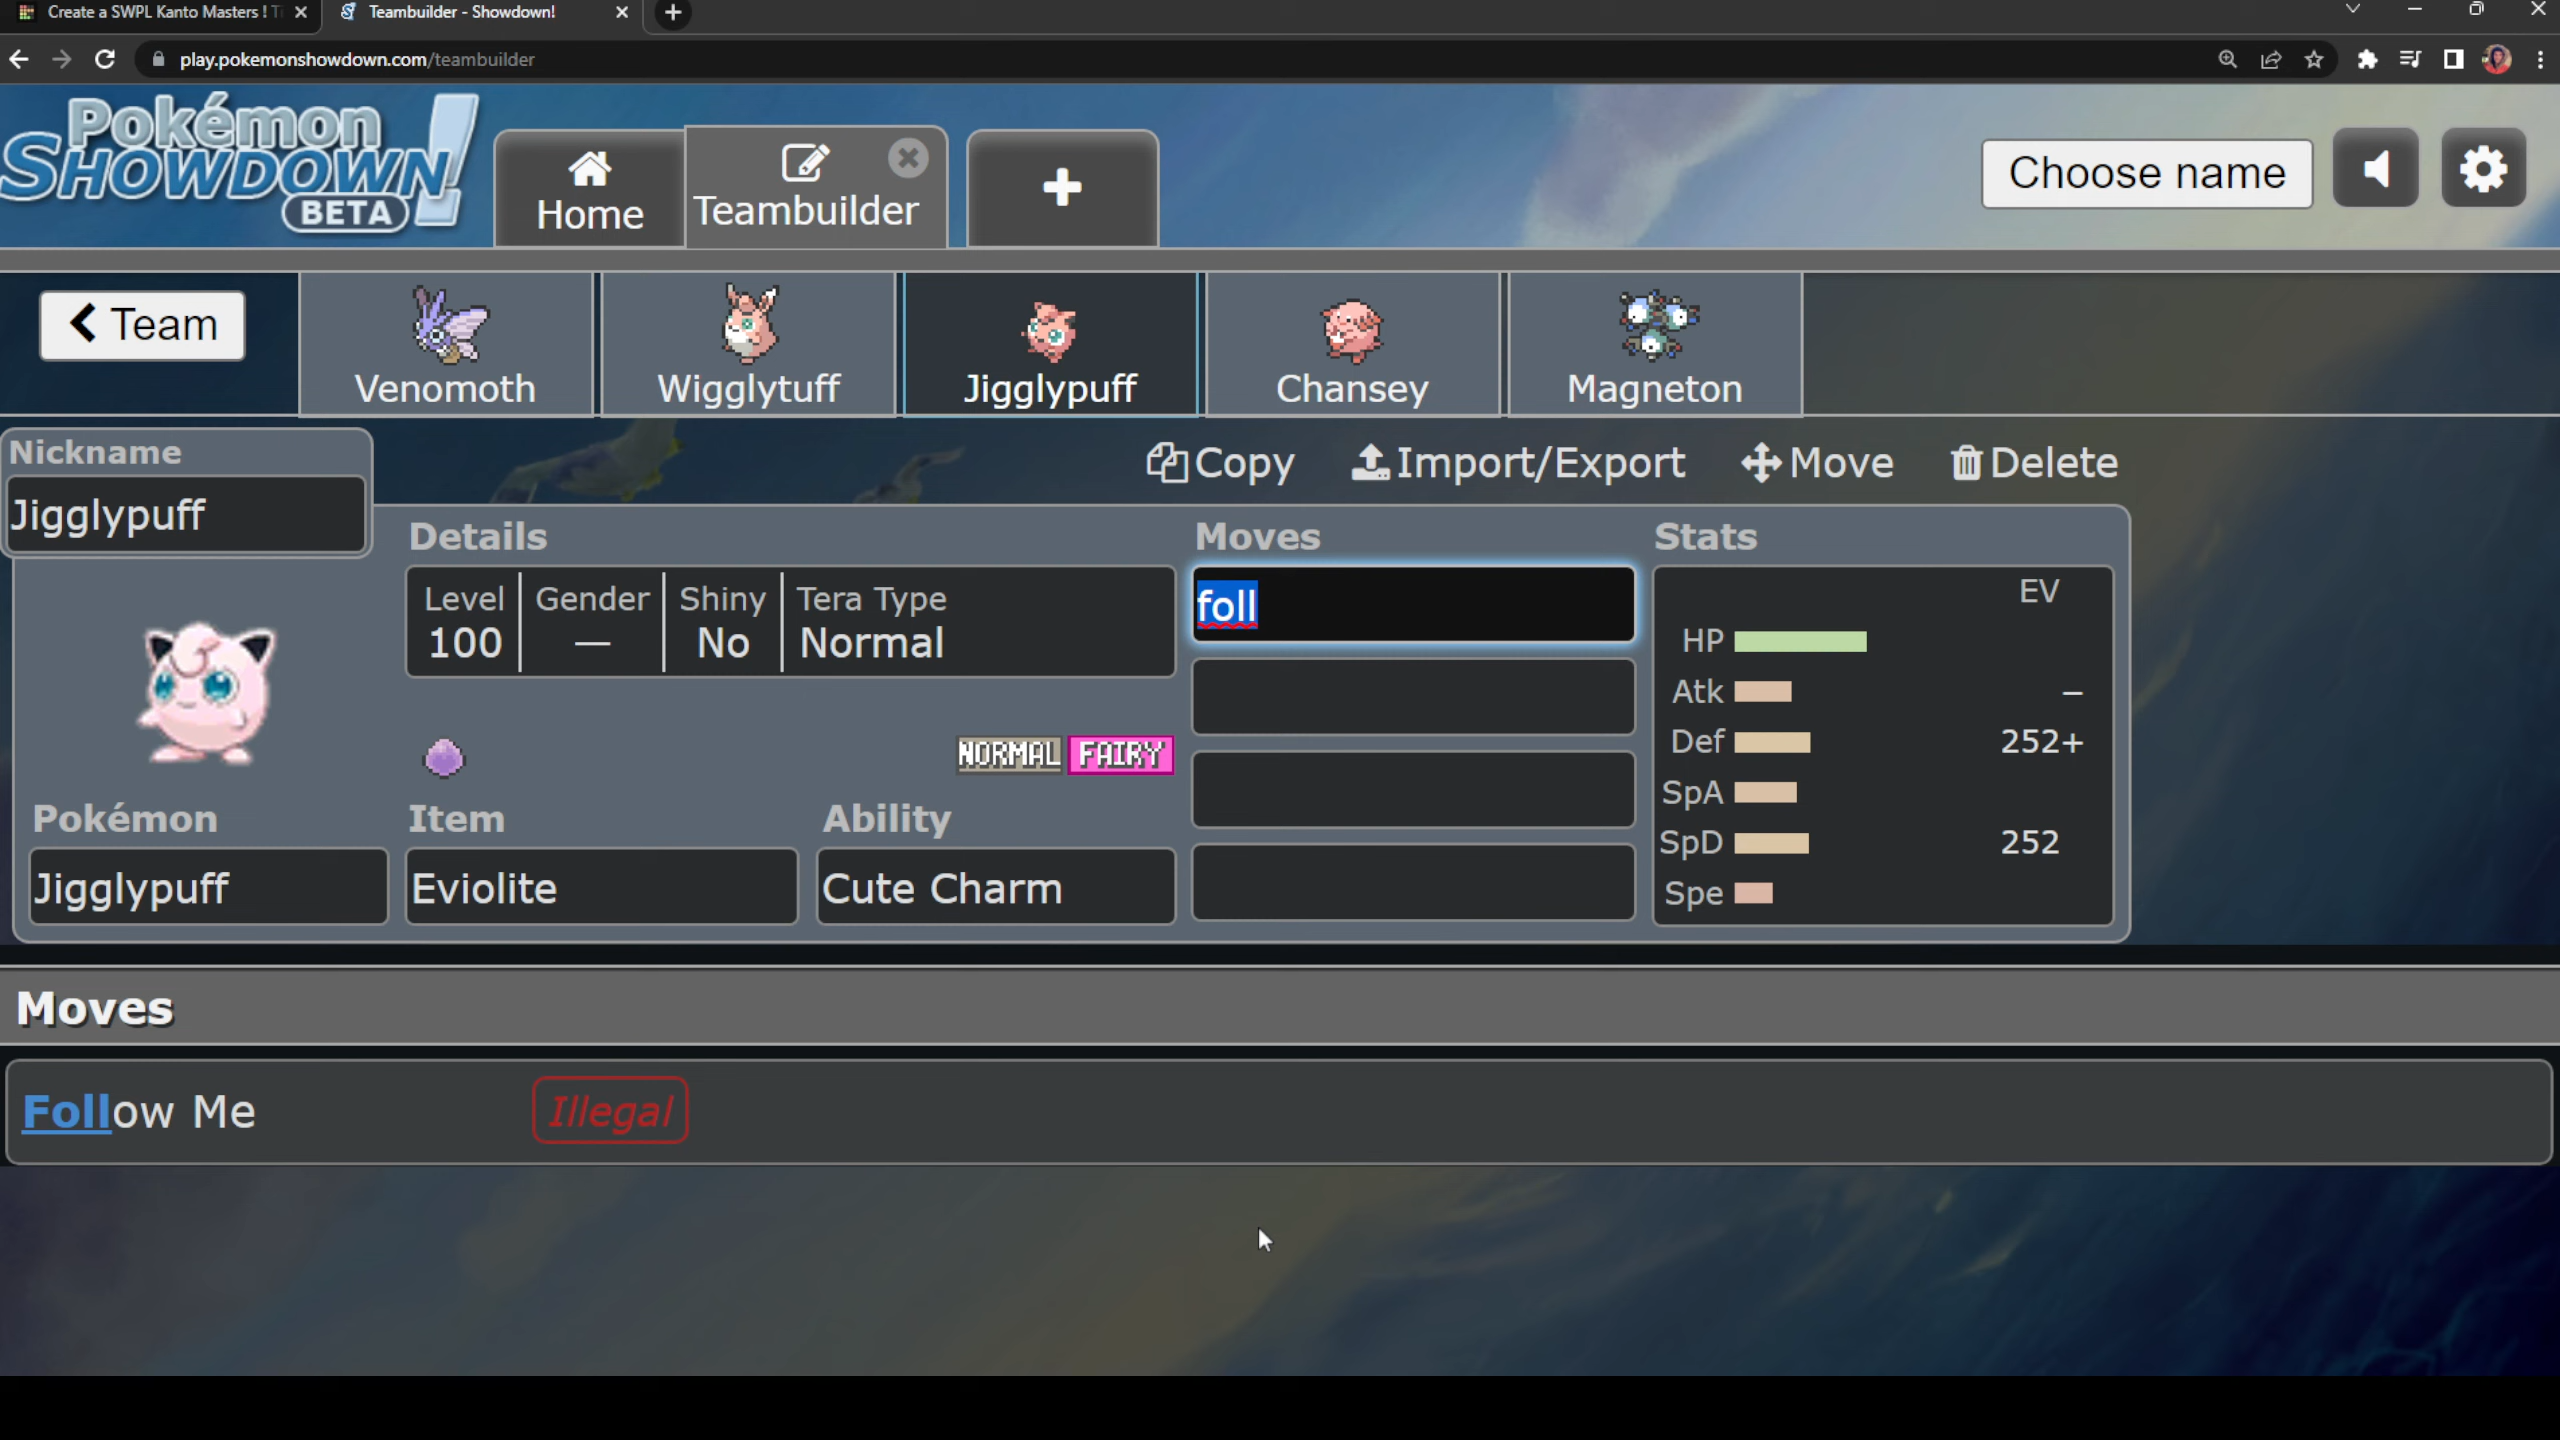 Create a SWPL Kanto Masters ! Ti
Teambuilder - Showdown!
play.pokemonshowdown.com/teambuilder
Pokémon
SHOWDOWN!
BETA
Home
Teambuilder
Choose name
Team
Venomoth
Wigglytuff
Jigglypuff
Chansey
Magneton
Nickname
Jigglypuff
Copy
Import/Export
Move
Delete
Details
Level
100
Gender
—
Shiny
No
Tera Type
Normal
NORMAL FAIRY
Pokémon
Jigglypuff
Item
Eviolite
Ability
Cute Charm
Moves
foll
Stats
EV
HP
Atk –
Def 252+
SpA
SpD 252
Spe
Moves
Follow Me Illegal